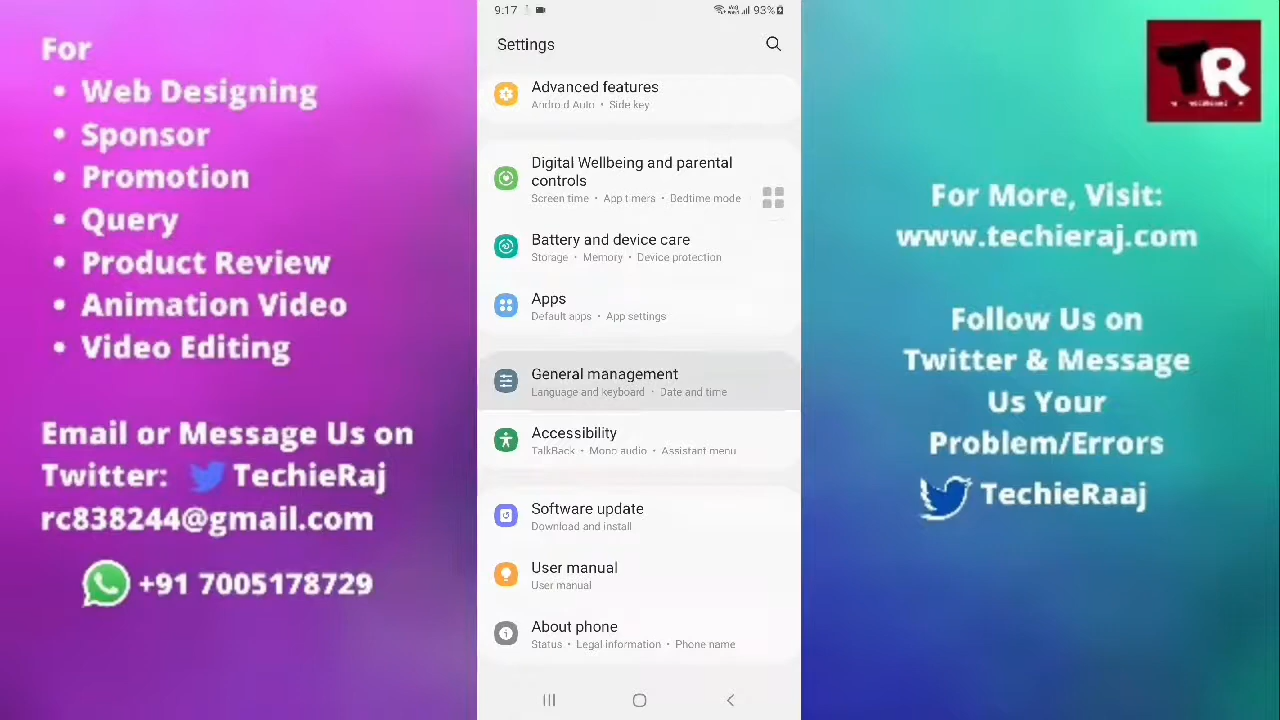 For
• Web Designing
• Sponsor
• Promotion
• Query
• Product Review
• Animation Video
• Video Editing
Email or Message Us on
Twitter: TechieRaj
rc838244@gmail.com
+91 7005178729
9:17
93%
Settings
Advanced features
Android Auto • Side key
Digital Wellbeing and parental
controls
Screen time • App timers • Bedtime mode
Battery and device care
Storage • Memory • Device protection
Apps
Default apps • App settings
General management
Language and keyboard • Date and time
Accessibility
TalkBack • Mono audio • Assistant menu
Software update
Download and install
User manual
User manual
About phone
Status • Legal information • Phone name
TR
For More, Visit:
www.techieraj.com
Follow Us on
Twitter & Message
Us Your
Problem/Errors
TechieRaaj